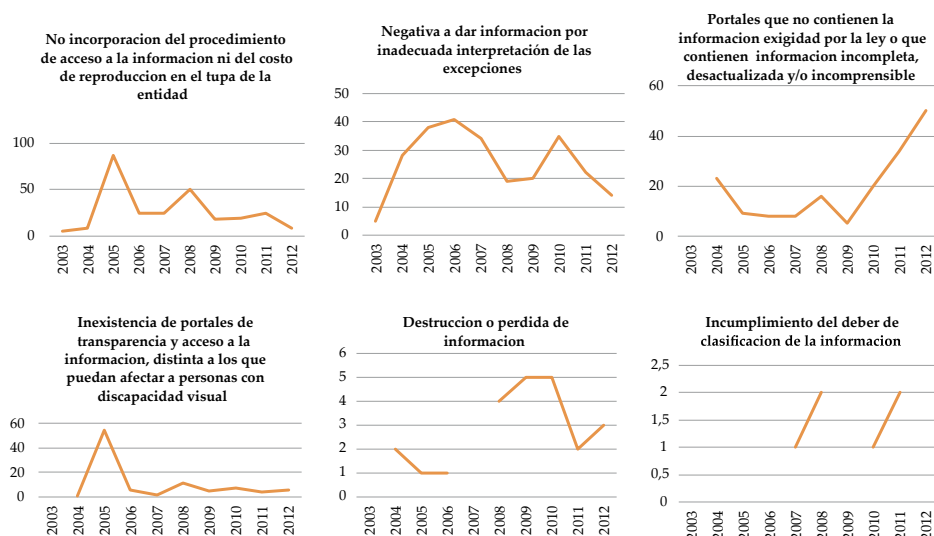 No incorporacion del procedimiento
de acceso a la informacion ni del costo
de reproduccion en el tupa de la
entidad
100
50
0
2003 2004 2005 2006 2007 2008 2009 2010 2011 2012
Negativa a dar informacion por
inadecuada interpretación de las
excepciones
50
40
30
20
10
0
2003 2004 2005 2006 2007 2008 2009 2010 2011 2012
Portales que no contienen la
informacion exigidad por la ley o que
contienen informacion incompleta,
desactualizada y/o incomprensible
60
40
20
0
2003 2004 2005 2006 2007 2008 2009 2010 2011 2012
Inexistencia de portales de
transparencia y acceso a la
informacion, distinta a los que
puedan afectar a personas con
discapacidad visual
60
40
20
0
2003 2004 2005 2006 2007 2008 2009 2010 2011 2012
Destruccion o perdida de
informacion
6
5
4
3
2
1
0
2003 2004 2005 2006 2007 2008 2009 2010 2011 2012
Incumplimiento del deber de
clasificacion de la informacion
2,5
2
1,5
1
0,5
0
2003 2004 2005 2006 2007 2008 2009 2010 2011 2012